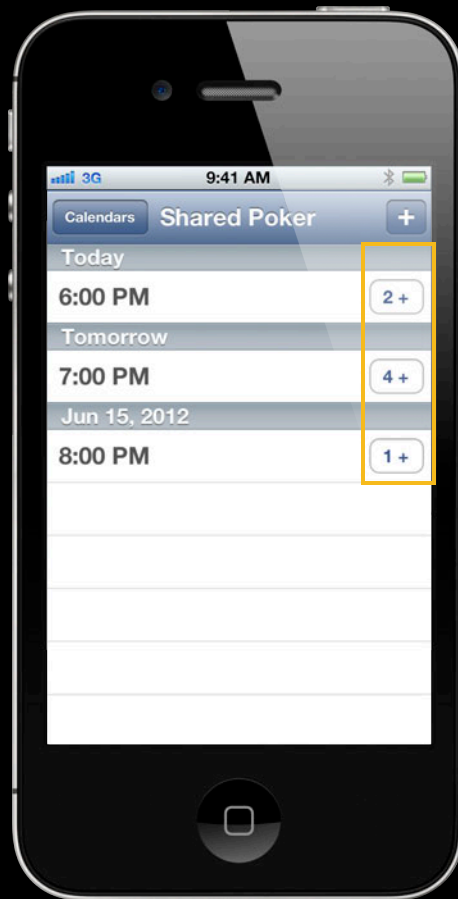 3G 9:41 AM
Calendars Shared Poker +
Today
6:00 PM 2 +
Tomorrow
7:00 PM 4 +
Jun 15, 2012
8:00 PM 1 +